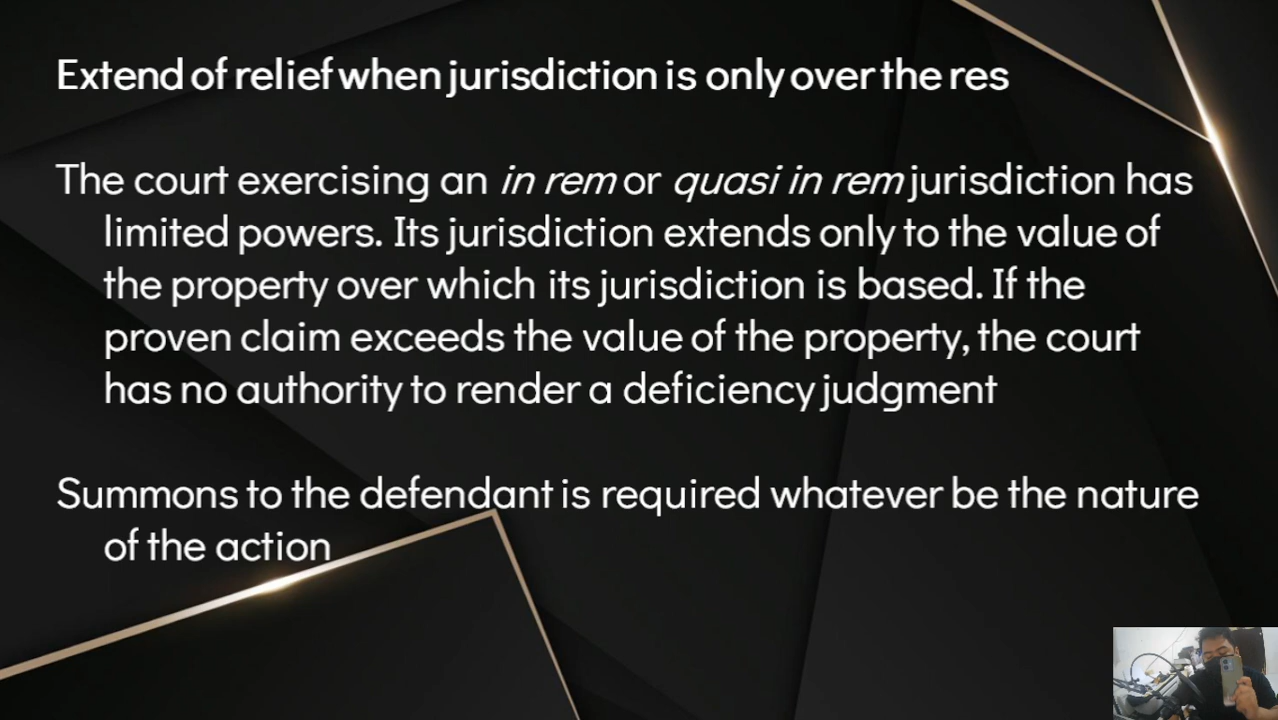 Extend of relief when jurisdiction is only over the res
The court exercising an in rem or quasi in rem jurisdiction has
limited powers. Its jurisdiction extends only to the value of
the property over which its jurisdiction is based. If the
proven claim exceeds the value of the property, the court
has no authority to render a deficiency judgment
Summons to the defendant is required whatever be the nature
of the action